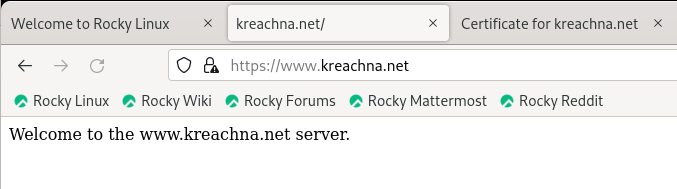 Welcome to Rocky Linux × kreachna.net/ × Certificate for kreachna.net ×
https://www.kreachna.net
Rocky Linux Rocky Wiki Rocky Forums Rocky Mattermost Rocky Reddit
Welcome to the www.kreachna.net server.